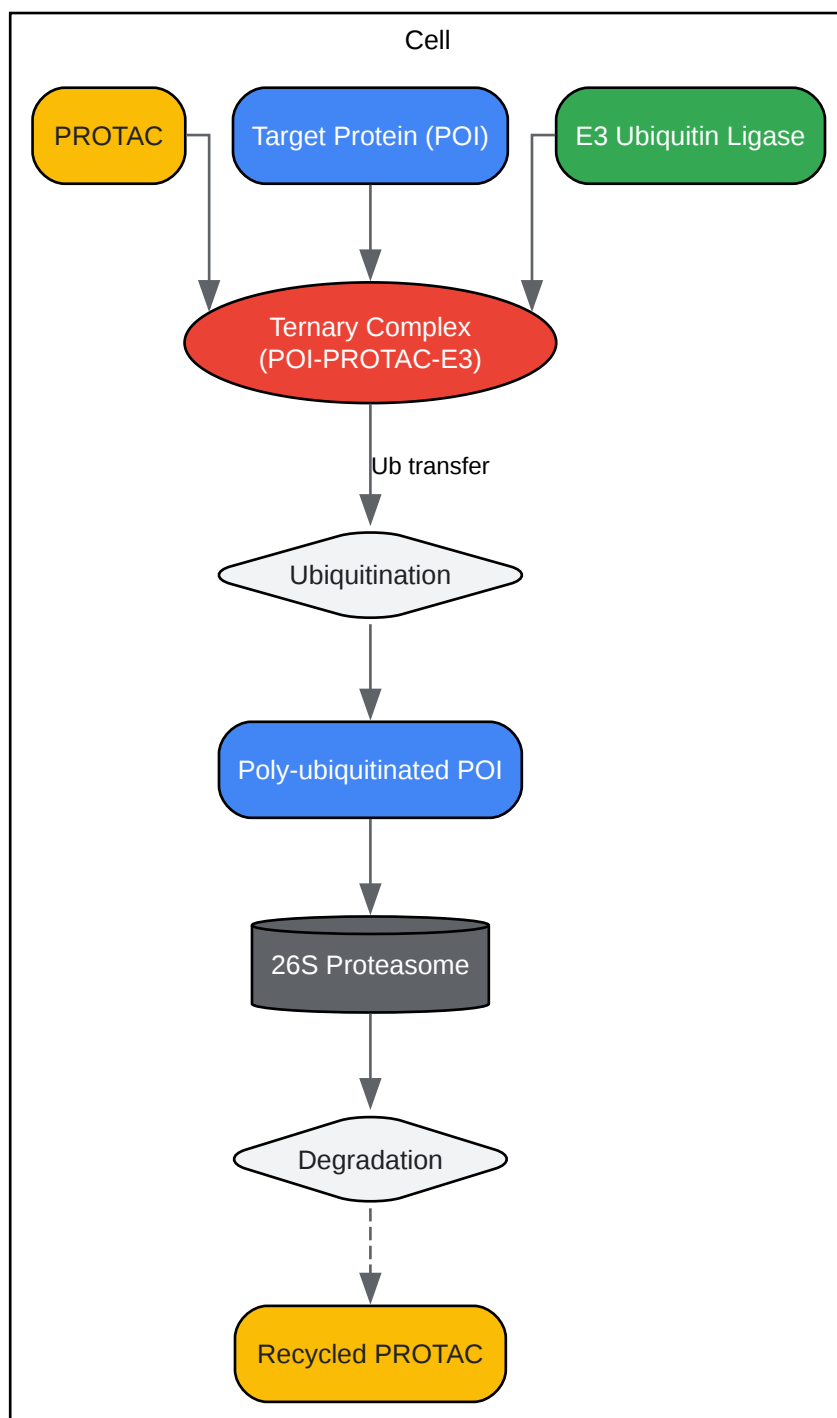 Cell
PROTAC
Target Protein (POI)
E3 Ubiquitin Ligase
Ternary Complex
(POI-PROTAC-E3)
Ub transfer
Ubiquitination
Poly-ubiquitinated POI
26S Proteasome
Degradation
Recycled PROTAC